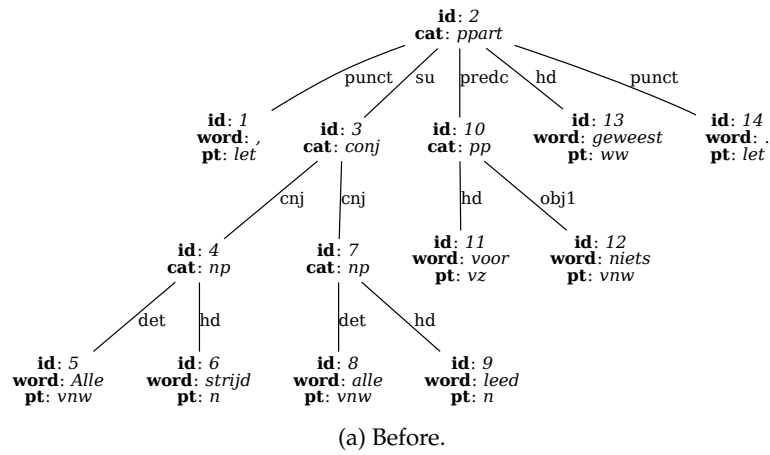 id: 2
cat: ppart
punct su predc hd punct
id: 1
word: ,
pt: let
id: 3
cat: conj
id: 10
cat: pp
id: 13
word: geweest
pt: ww
id: 14
word: .
pt: let
cnj cnj hd obj1
id: 4
cat: np
id: 7
cat: np
id: 11
word: voor
pt: vz
id: 12
word: niets
pt: vnw
det hd det hd
id: 5
word: Alle
pt: vnw
id: 6
word: strijd
pt: n
id: 8
word: alle
pt: vnw
id: 9
word: leed
pt: n
(a) Before.